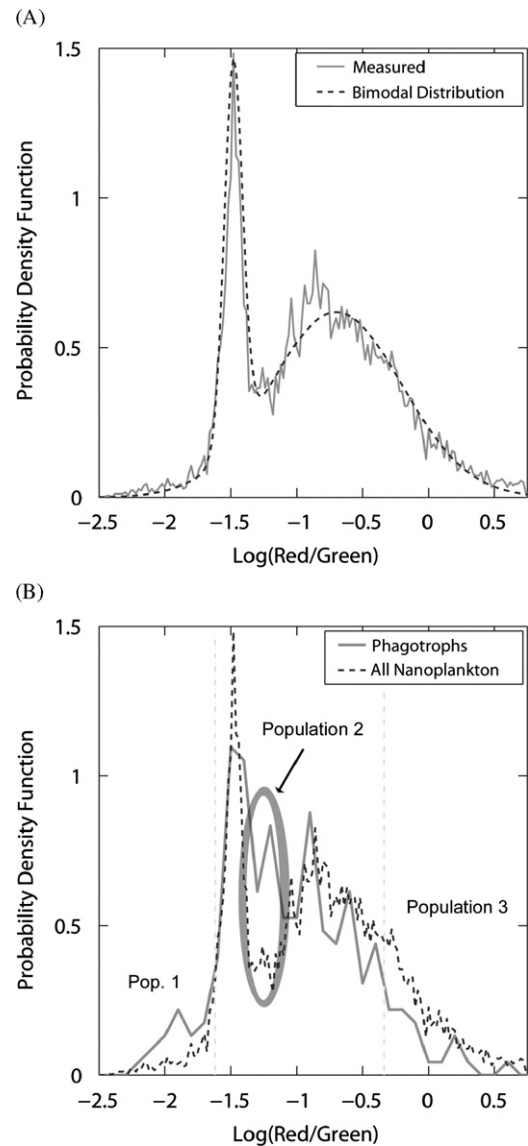 (A)
1.5
Measured
Bimodal Distribution
1
0.5
0
Probability Density Function
−2.5 −2 −1.5 −1 −0.5 0 0.5
Log(Red/Green)
(B)
1.5
Phagotrophs
All Nanoplankton
Population 2
1
Population 3
0.5
Pop. 1
0
Probability Density Function
−2.5 −2 −1.5 −1 −0.5 0 0.5
Log(Red/Green)